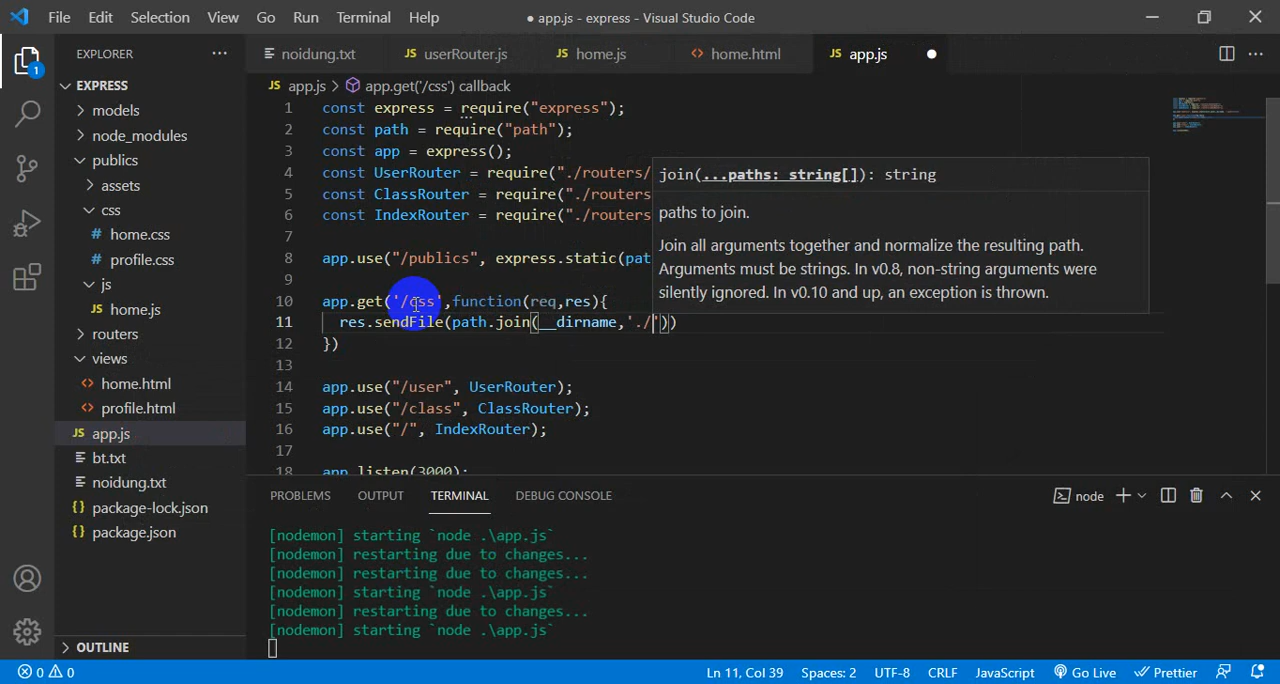 File Edit Selection View Go Run Terminal Help
● app.js - express - Visual Studio Code
EXPLORER
1
EXPRESS
models
node_modules
publics
assets
css
# home.css
# profile.css
js
JS home.js
routers
views
<> home.html
<> profile.html
JS app.js
bt.txt
noidung.txt
{} package-lock.json
{} package.json
OUTLINE
noidung.txt JS userRouter.js JS home.js <> home.html JS app.js ●
JS app.js > app.get('/css') callback
1 const express = require("express");
2 const path = require("path");
3 const app = express();
4 const UserRouter = require("./routers/
5 const ClassRouter = require("./routers
6 const IndexRouter = require("./routers
7
8 app.use("/publics", express.static(pat
9
10 app.get('/css',function(req,res){
11 res.sendFile(path.join(__dirname,'./'))
12 })
13
14 app.use("/user", UserRouter);
15 app.use("/class", ClassRouter);
16 app.use("/", IndexRouter);
17
18 app.listen(3000);
join(...paths: string[]): string
paths to join.
Join all arguments together and normalize the resulting path.
Arguments must be strings. In v0.8, non-string arguments were
silently ignored. In v0.10 and up, an exception is thrown.
PROBLEMS OUTPUT TERMINAL DEBUG CONSOLE
node
[nodemon] starting `node .\app.js`
[nodemon] restarting due to changes...
[nodemon] restarting due to changes...
[nodemon] starting `node .\app.js`
[nodemon] restarting due to changes...
[nodemon] starting `node .\app.js`
0 0
Ln 11, Col 39 Spaces: 2 UTF-8 CRLF JavaScript Go Live Prettier